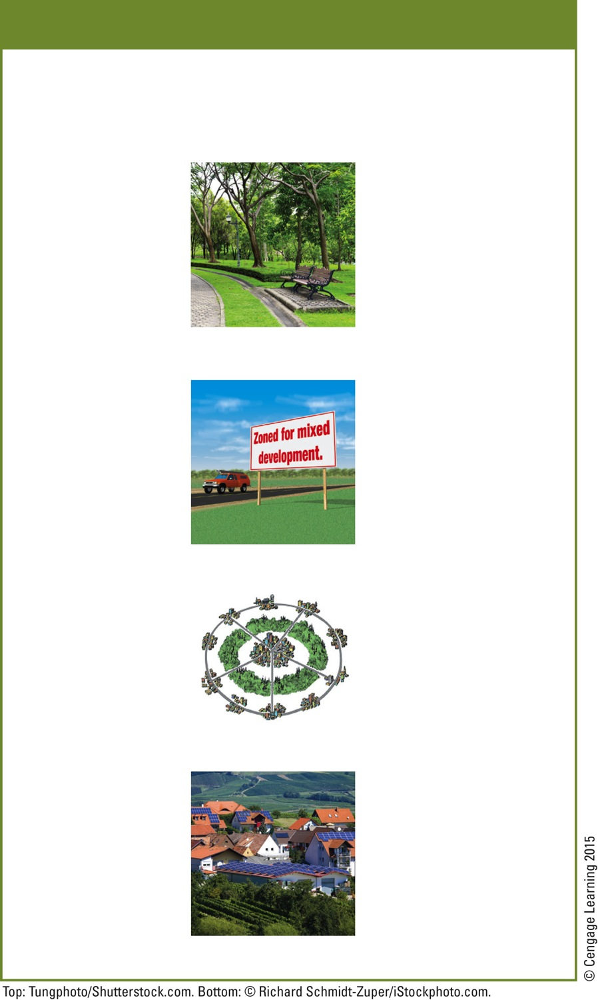 Zoned for mixed
development.
© Cengage Learning 2015
Top: Tungphoto/Shutterstock.com. Bottom: © Richard Schmidt-Zuper/iStockphoto.com.